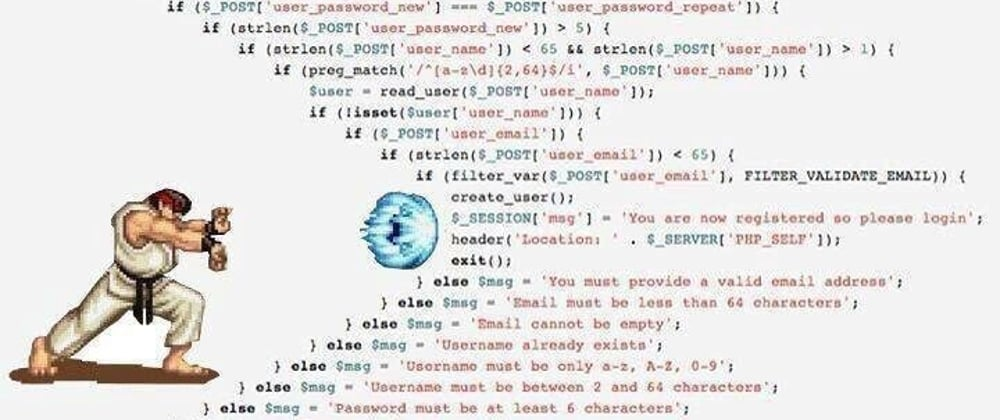 if ($_POST['user_password_new'] === $_POST['user_password_repeat']) {
if (strlen($_POST['user_password_new']) > 5) {
if (strlen($_POST['user_name']) < 65 && strlen($_POST['user_name']) > 1) {
if (preg_match('/^[a-z\d]{2,64}$/i', $_POST['user_name'])) {
$user = read_user($_POST['user_name']);
if (!isset($user['user_name'])) {
if ($_POST['user_email']) {
if (strlen($_POST['user_email']) < 65) {
if (filter_var($_POST['user_email'], FILTER_VALIDATE_EMAIL)) {
create_user();
$_SESSION['msg'] = 'You are now registered so please login';
header('Location: ' . $_SERVER['PHP_SELF']);
exit();
} else $msg = 'You must provide a valid email address';
} else $msg = 'Email must be less than 64 characters';
} else $msg = 'Email cannot be empty';
} else $msg = 'Username already exists';
} else $msg = 'Username must be only a-z, A-Z, 0-9';
} else $msg = 'Username must be between 2 and 64 characters';
} else $msg = 'Password must be at least 6 characters';